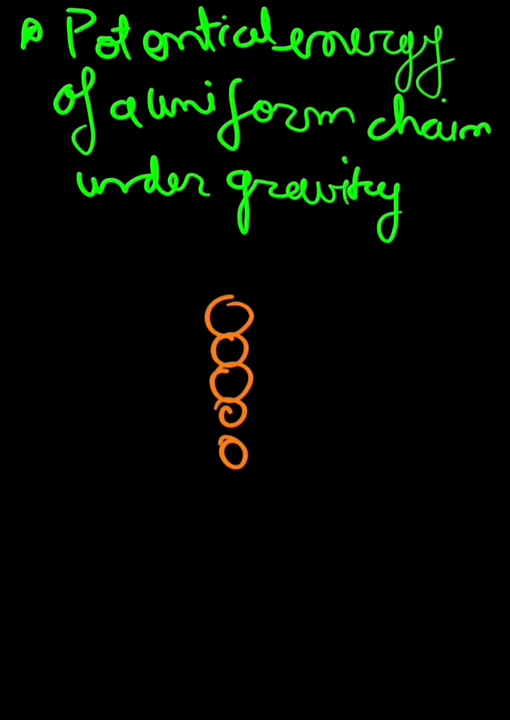 Potential energy
of a uniform chain
under gravity